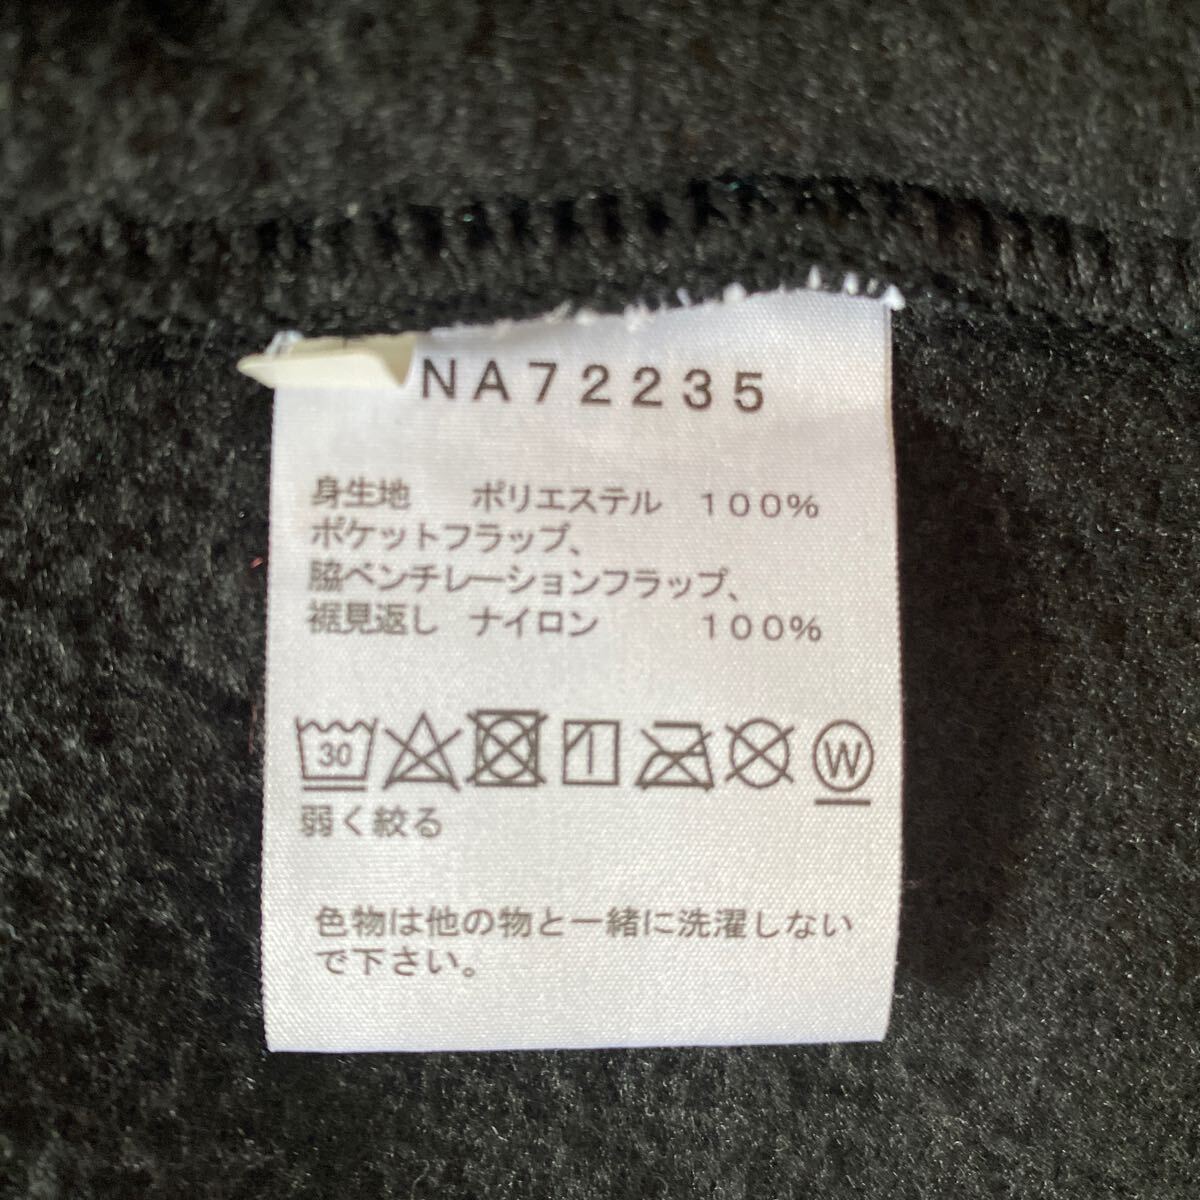 NA72235
身生地 ポリエステル 100%
ポケットフラップ、
脇ベンチレーションフラップ、
裾見返し ナイロン 100%
30 W
弱く絞る
色物は他の物と一緒に洗濯しない
で下さい。